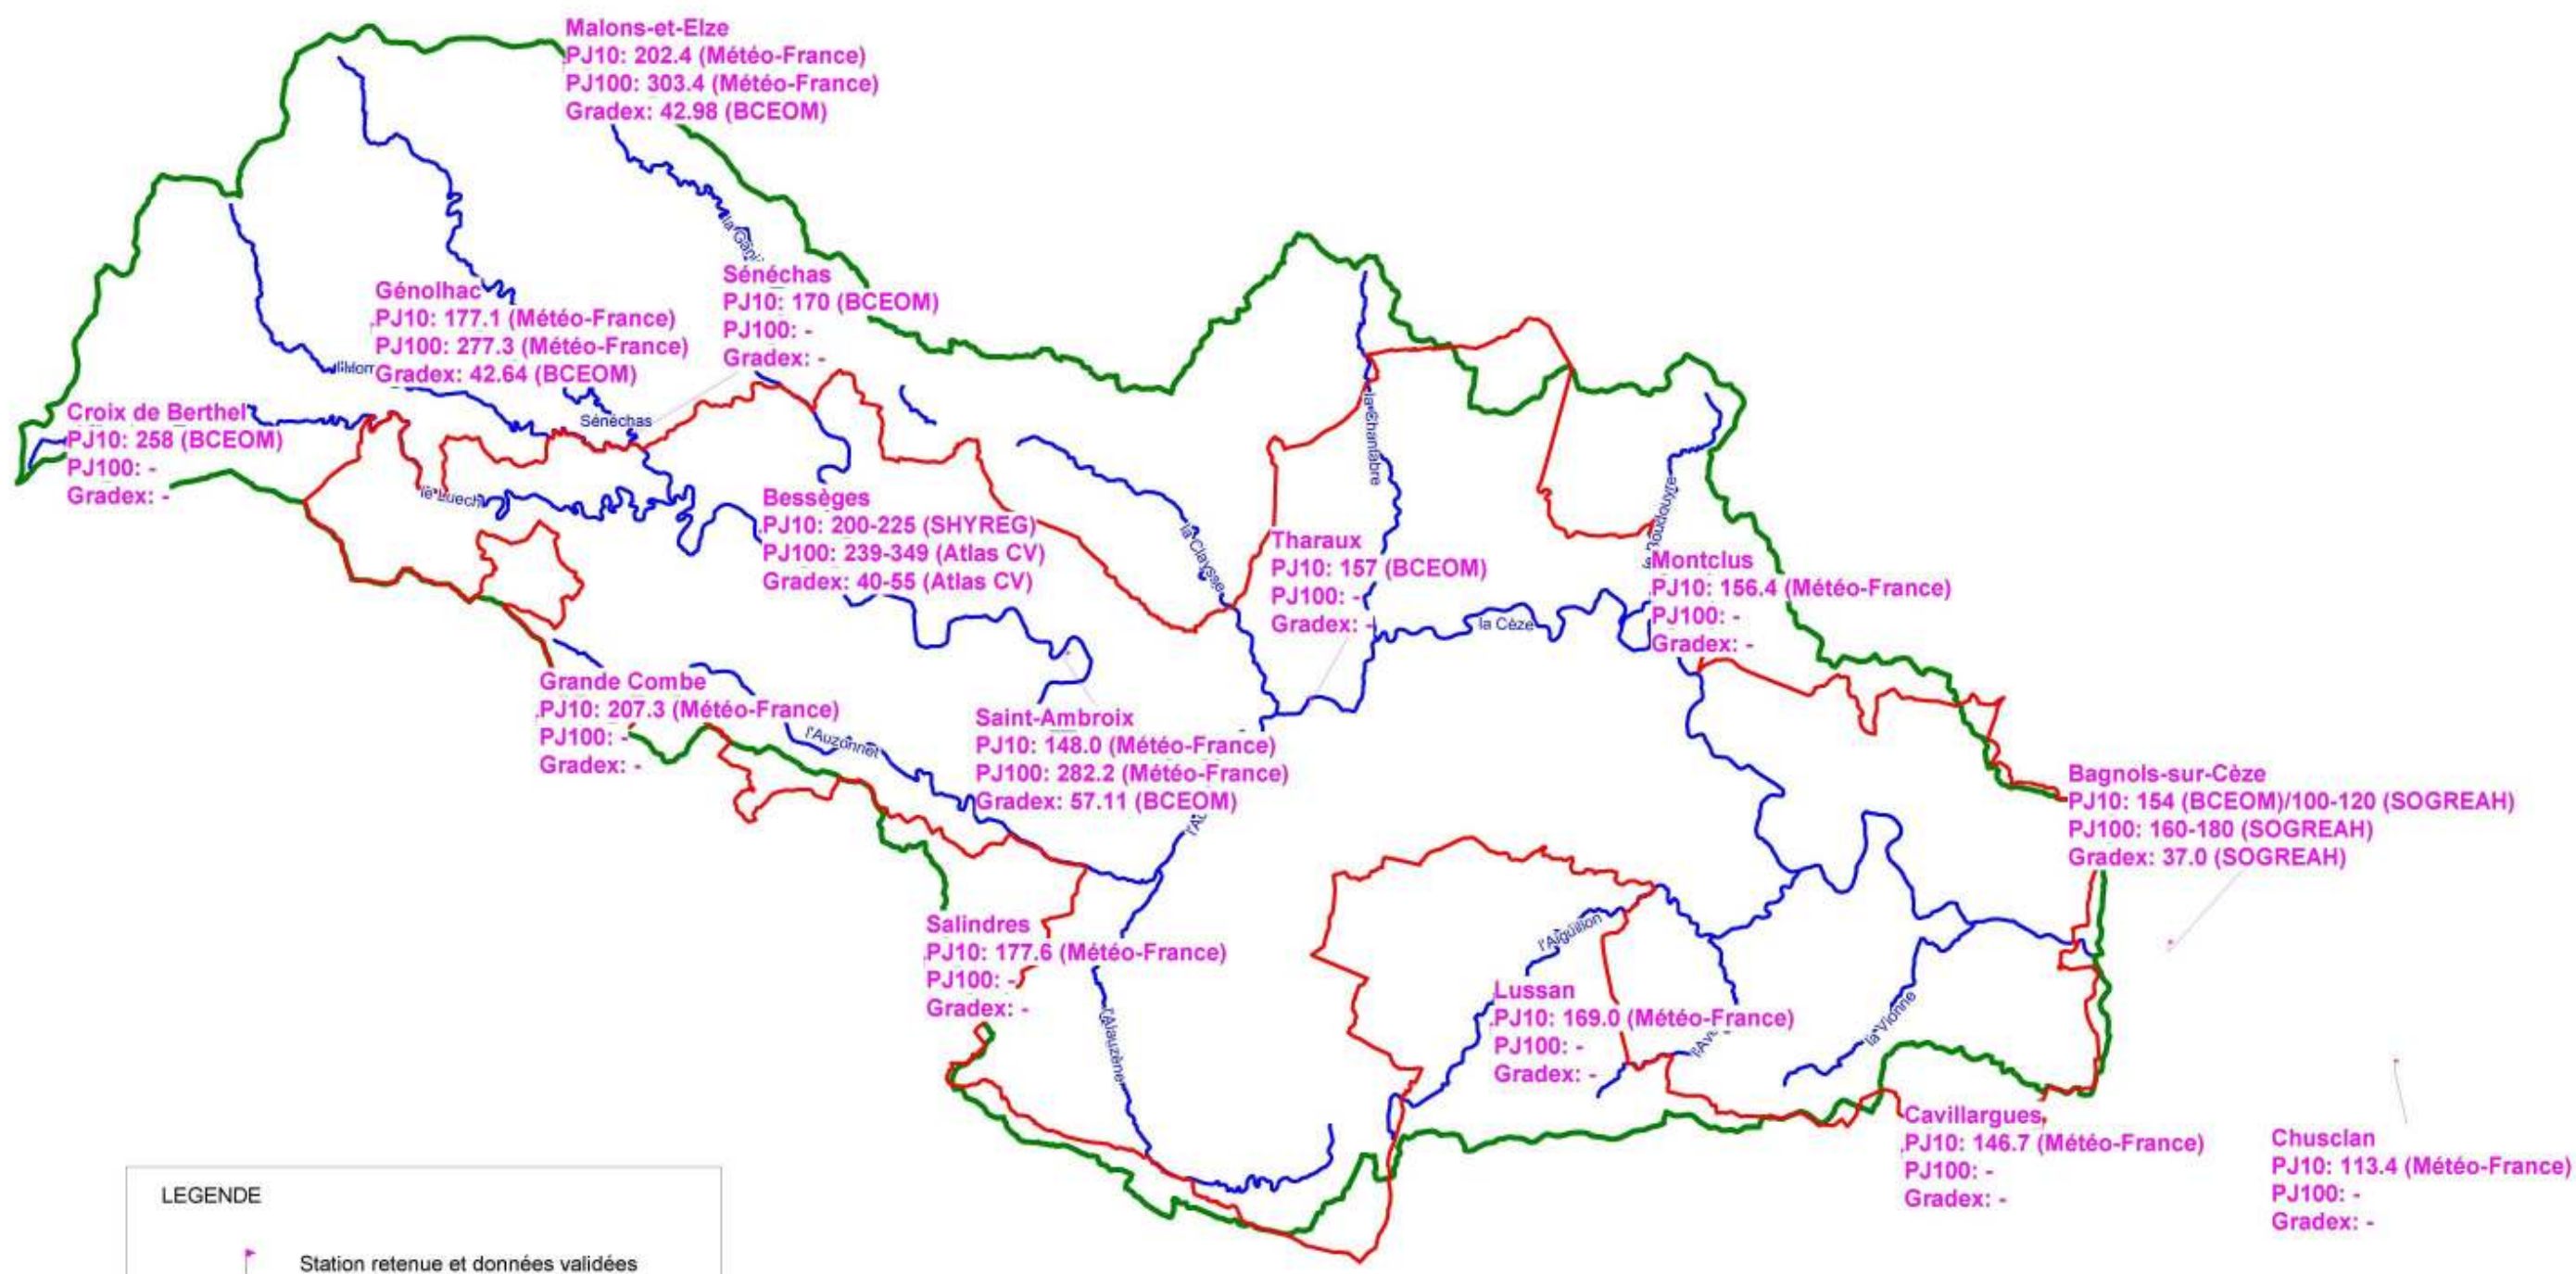 Malons-et-Elze
PJ10: 202.4 (Météo-France)
PJ100: 303.4 (Météo-France)
Gradex: 42.98 (BCEOM)
Sénéchas
PJ10: 170 (BCEOM)
PJ100: -
Gradex: -
Génolhac
PJ10: 177.1 (Météo-France)
PJ100: 277.3 (Météo-France)
Gradex: 42.64 (BCEOM)
Sénéchas
Croix de Berthel
PJ10: 258 (BCEOM)
PJ100: -
Gradex: -
le Luech
Bessèges
PJ10: 200-225 (SHYREG)
PJ100: 239-349 (Atlas CV)
Gradex: 40-55 (Atlas CV)
la Claysse
la Chantabre
Tharaux
PJ10: 157 (BCEOM)
PJ100: -
Gradex: -
la Cèze
Roudouyre
Montclus
PJ10: 156.4 (Météo-France)
PJ100: -
Gradex: -
Grande Combe
PJ10: 207.3 (Météo-France)
PJ100: -
Gradex: -
l'Auzonnet
Saint-Ambroix
PJ10: 148.0 (Météo-France)
PJ100: 282.2 (Météo-France)
Gradex: 57.11 (BCEOM)
Bagnols-sur-Cèze
PJ10: 154 (BCEOM)/100-120 (SOGREAH)
PJ100: 160-180 (SOGREAH)
Gradex: 37.0 (SOGREAH)
Salindres
PJ10: 177.6 (Météo-France)
PJ100: -
Gradex: -
l'Alauzène
l'Aiguillon
Lussan
PJ10: 169.0 (Météo-France)
PJ100: -
Gradex: -
la Vionne
Cavillargues
PJ10: 146.7 (Météo-France)
PJ100: -
Gradex: -
Chusclan
PJ10: 113.4 (Météo-France)
PJ100: -
Gradex: -
LEGENDE
Station retenue et données validées